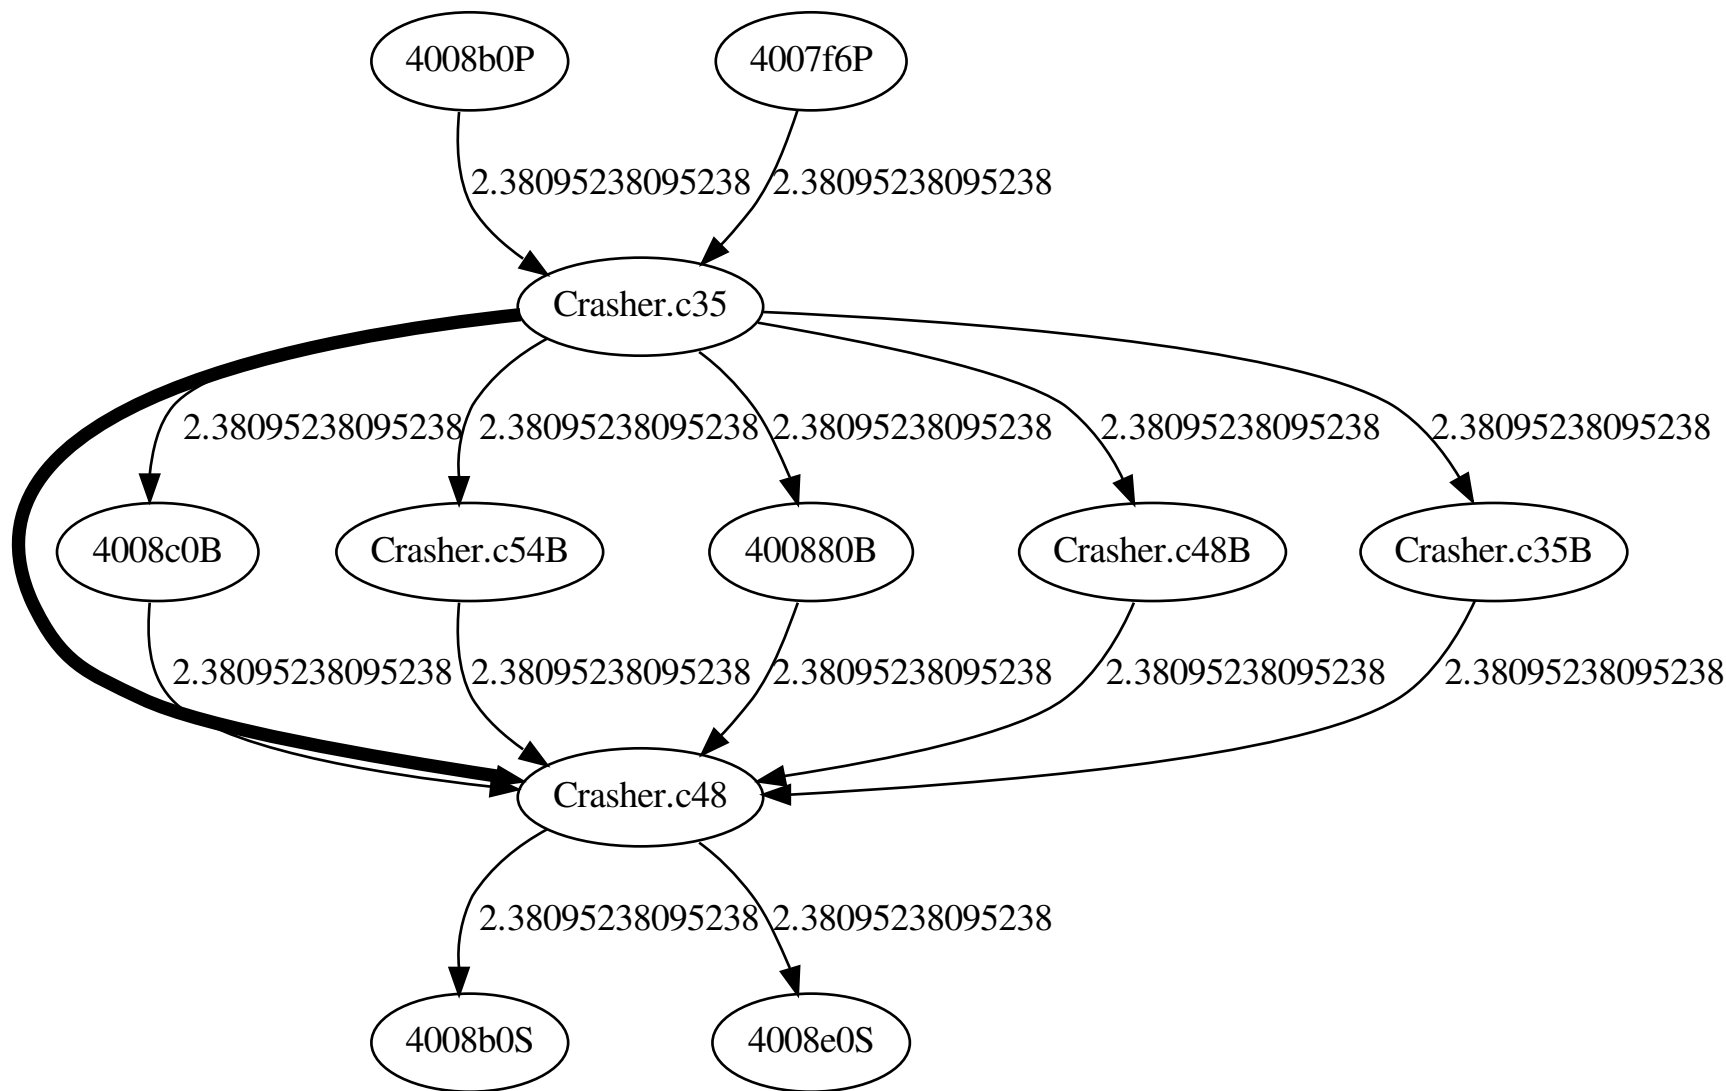 4008b0P 4007f6P
2.38095238095238 2.38095238095238
Crasher.c35
2.38095238095238 2.38095238095238 2.38095238095238 2.38095238095238 2.38095238095238
4008c0B Crasher.c54B 400880B Crasher.c48B Crasher.c35B
2.38095238095238 2.38095238095238 2.38095238095238 2.38095238095238 2.38095238095238
Crasher.c48
2.38095238095238 2.38095238095238
4008b0S 4008e0S